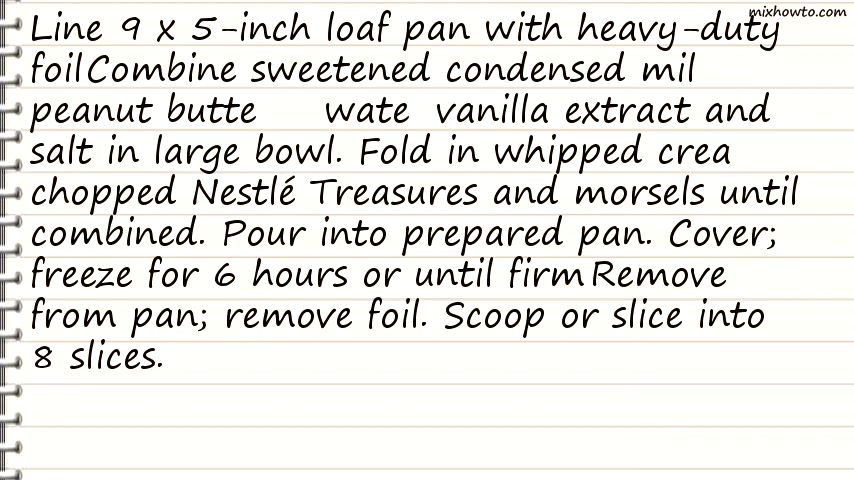 mixhowto.com
Line 9 x 5-inch loaf pan with heavy-duty
foilCombine sweetened condensed mil
peanut butte wate vanilla extract and
salt in large bowl. Fold in whipped crea
chopped Nestlé Treasures and morsels until
combined. Pour into prepared pan. Cover;
freeze for 6 hours or until firmRemove
from pan; remove foil. Scoop or slice into
8 slices.